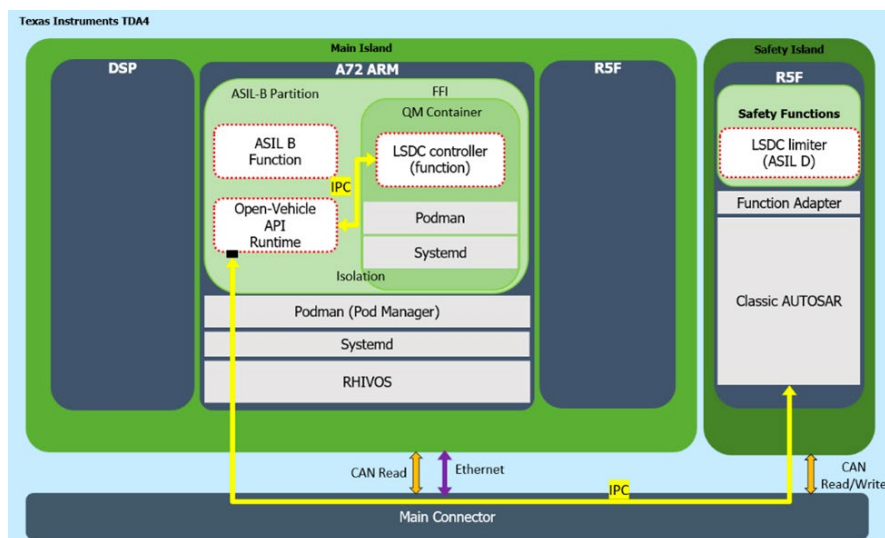 Texas Instruments TDA4
Main Island
Safety Island
DSP
A72 ARM
R5F
R5F
ASIL-B Partition
FFI
QM Container
ASIL B
Function
LSDC controller
(function)
IPC
Open-Vehicle
API
Runtime
Podman
Systemd
Isolation
Podman (Pod Manager)
Systemd
RHIVOS
Safety Functions
LSDC limiter
(ASIL D)
Function Adapter
Classic AUTOSAR
CAN Read
Ethernet
CAN
Read/Write
IPC
Main Connector